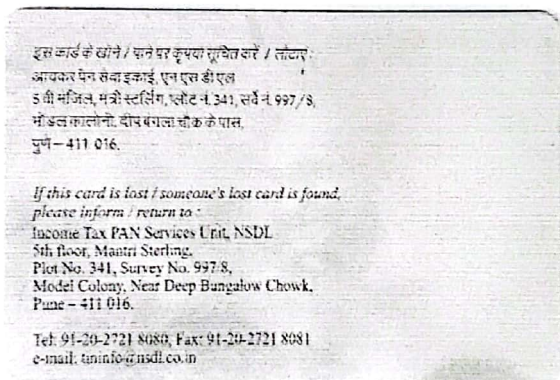 इस कार्ड के खोने / पाने पर कृपया सूचित करें / लौटाएं :
आयकर पैन सेवा इकाई, एन एस डी एल
5 वी मंजिल, मंत्री स्टर्लिंग, प्लॉट नं. 341, सर्वे नं. 997/8,
मॉडल कालोनी, दीप बंगला चौक के पास,
पुणे – 411 016.
If this card is lost / someone's lost card is found,
please inform / return to :
Income Tax PAN Services Unit, NSDL
5th floor, Mantri Sterling,
Plot No. 341, Survey No. 997/8,
Model Colony, Near Deep Bungalow Chowk,
Pune – 411 016.
Tel: 91-20-2721 8080, Fax: 91-20-2721 8081
e-mail: tininfo@nsdl.co.in